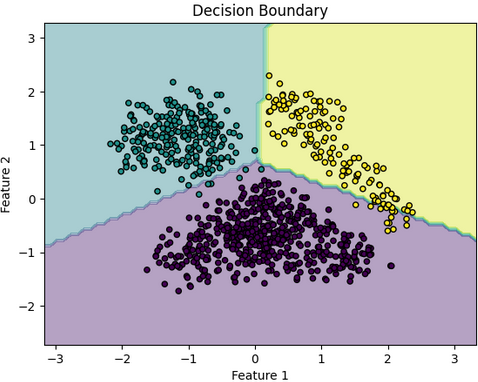 Decision Boundary
3
2
1
0
−1
−2
Feature 2
−3 −2 −1 0 1 2 3
Feature 1